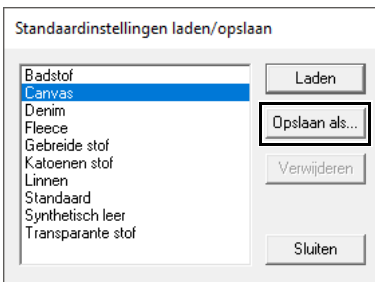 Standaardinstellingen laden/opslaan
Badstof
Canvas
Denim
Fleece
Gebreide stof
Katoenen stof
Linnen
Standaard
Synthetisch leer
Transparante stof
Laden
Opslaan als...
Verwijderen
Sluiten